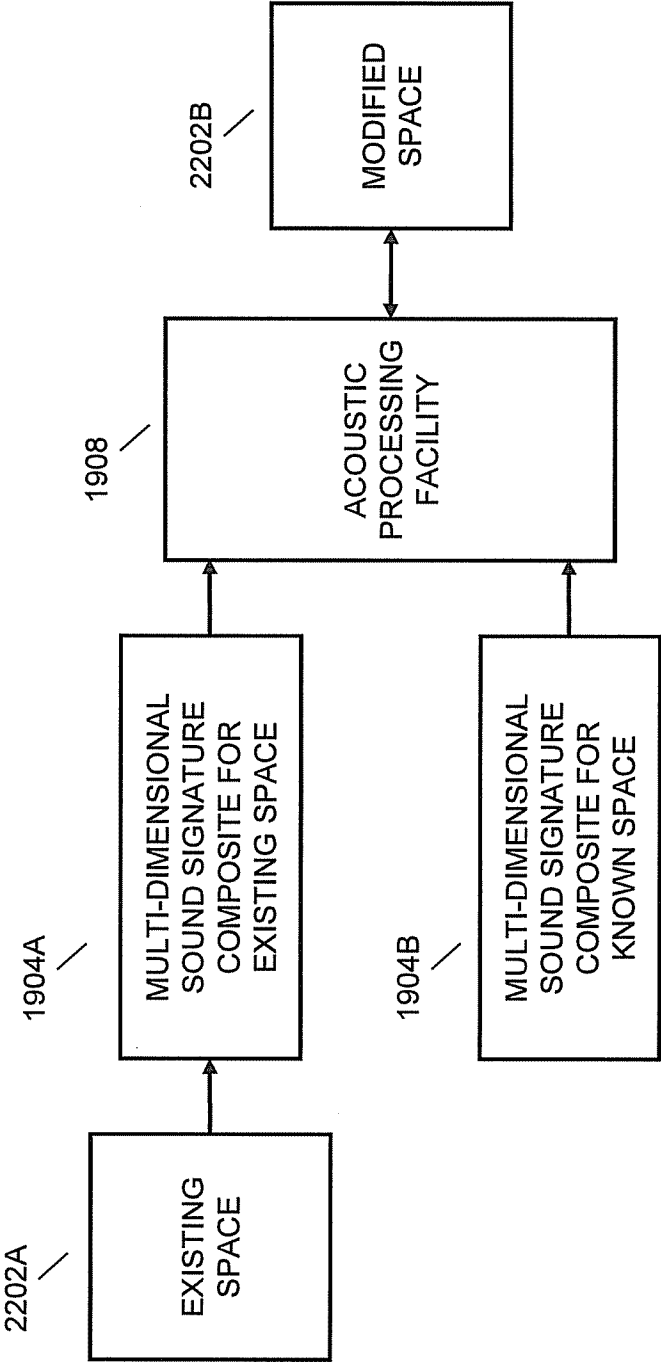 2202A
EXISTING
SPACE
1904A
MULTI-DIMENSIONAL
SOUND SIGNATURE
COMPOSITE FOR
EXISTING SPACE
1904B
MULTI-DIMENSIONAL
SOUND SIGNATURE
COMPOSITE FOR
KNOWN SPACE
1908
ACOUSTIC
PROCESSING
FACILITY
2202B
MODIFIED
SPACE